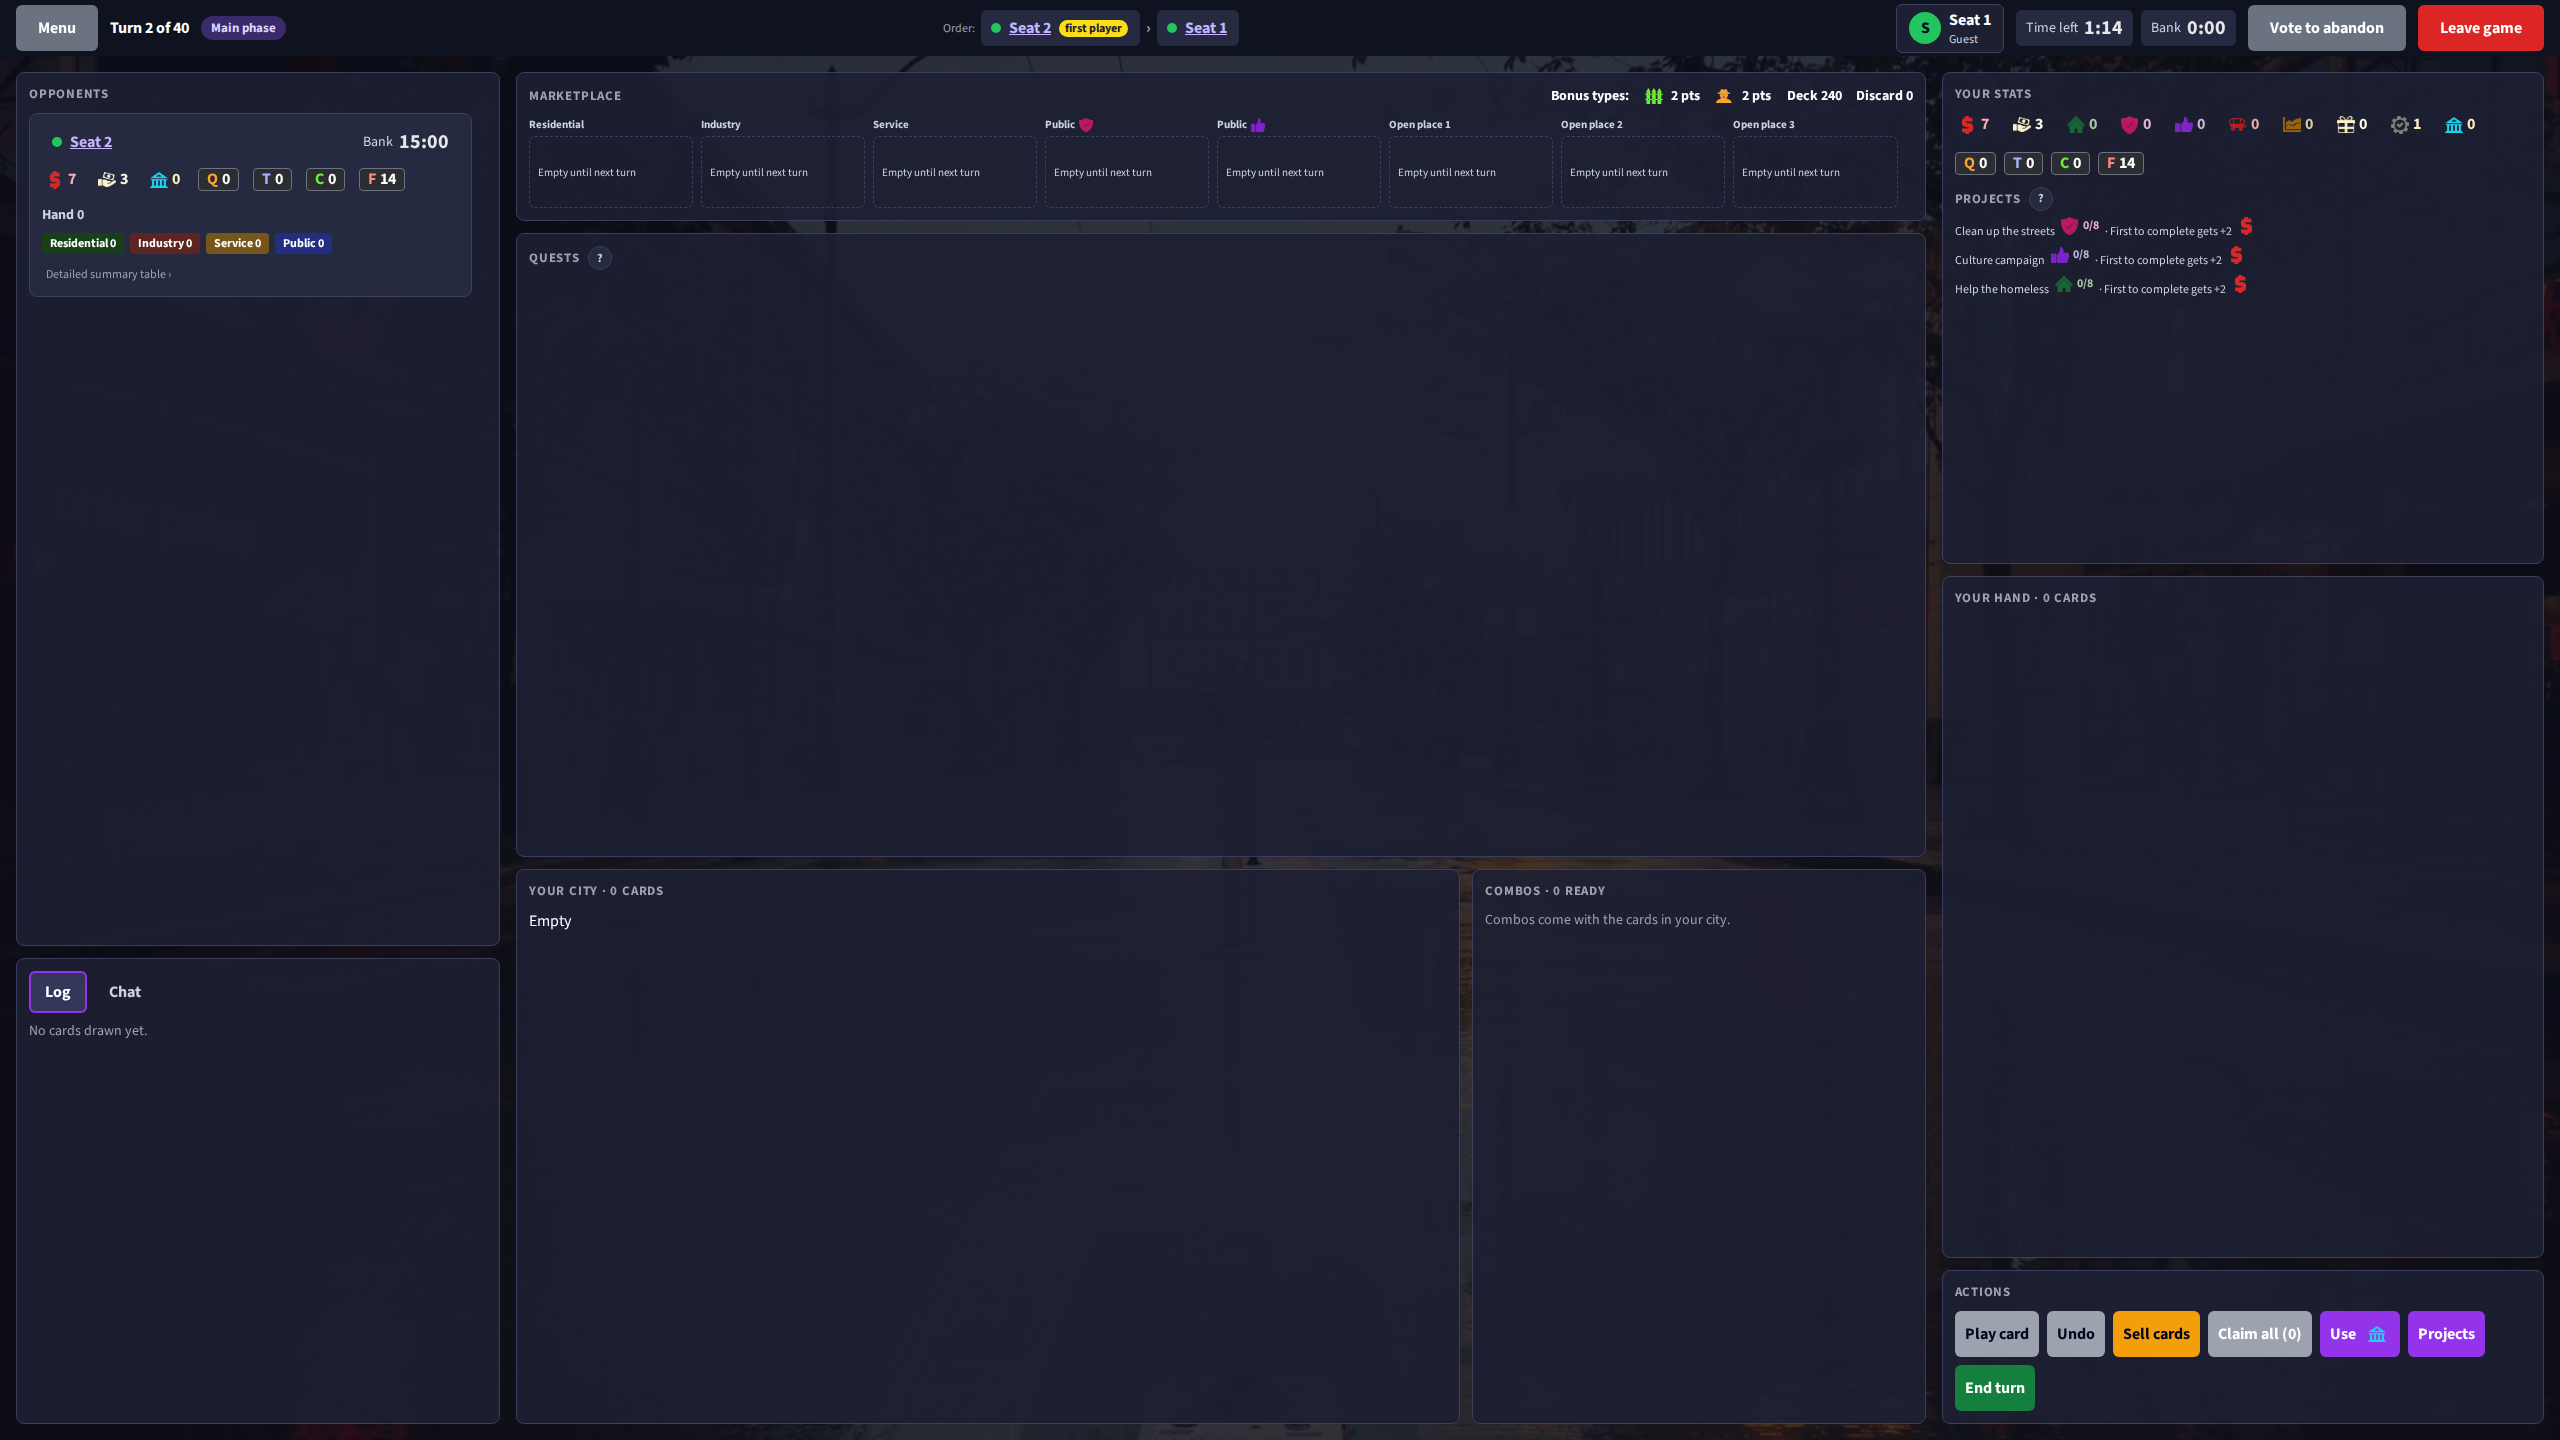 Menu Turn 2 of 40 Main phase Order: Seat 2 first player › Seat 1 S Seat 1 Guest Time left 1:14 Bank 0:00 Vote to abandon Leave game
OPPONENTS
Seat 2 Bank 15:00
7 3 0 Q 0 T 0 C 0 F 14
Hand 0
Residential 0 Industry 0 Service 0 Public 0
Detailed summary table ›
Log Chat
No cards drawn yet.
MARKETPLACE Bonus types: 2 pts 2 pts Deck 240 Discard 0
Residential Industry Service Public Public Open place 1 Open place 2 Open place 3
Empty until next turn Empty until next turn Empty until next turn Empty until next turn Empty until next turn Empty until next turn Empty until next turn Empty until next turn
QUESTS ?
YOUR CITY · 0 CARDS
Empty
COMBOS · 0 READY
Combos come with the cards in your city.
YOUR STATS
7 3 0 0 0 0 0 0 1 0
Q 0 T 0 C 0 F 14
PROJECTS ?
Clean up the streets 0/8 · First to complete gets +2
Culture campaign 0/8 · First to complete gets +2
Help the homeless 0/8 · First to complete gets +2
YOUR HAND · 0 CARDS
ACTIONS
Play card Undo Sell cards Claim all (0) Use Projects
End turn